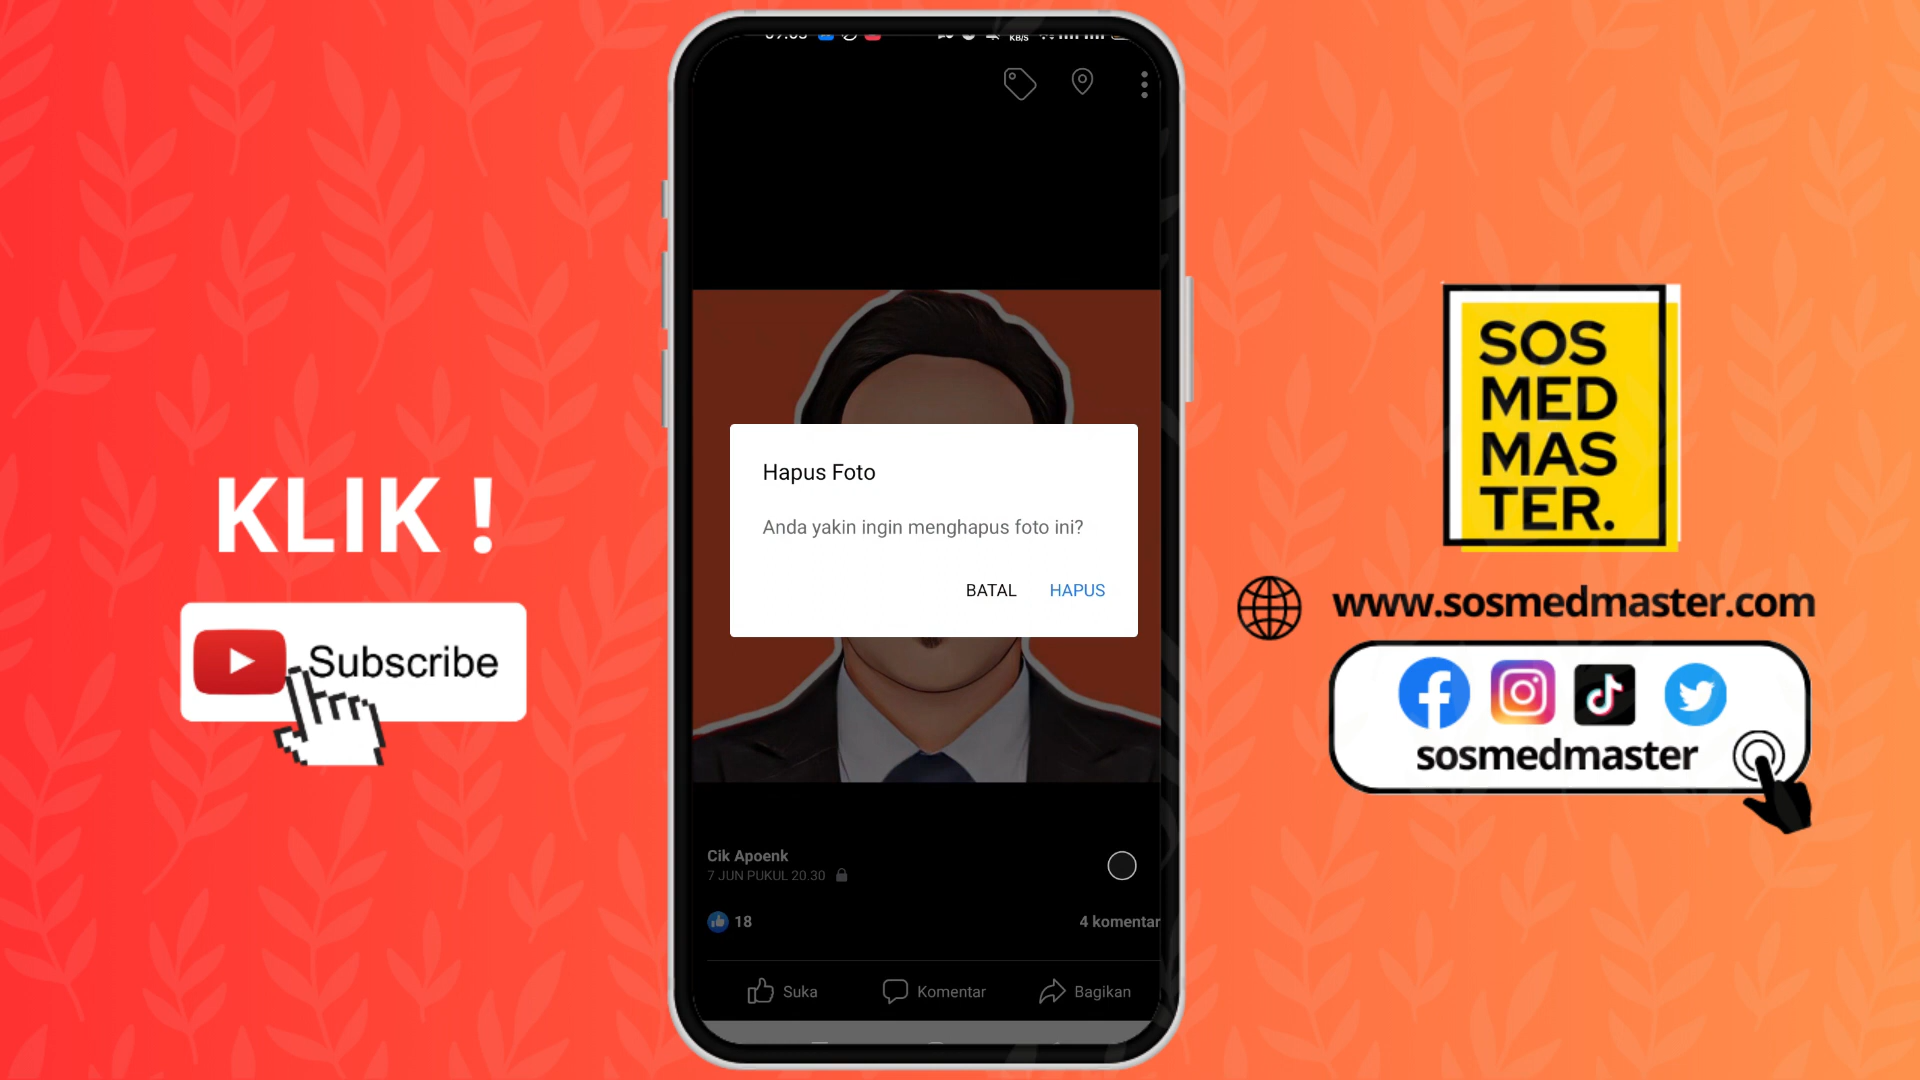 KLIK !
Subscribe
KB/S
Hapus Foto
Anda yakin ingin menghapus foto ini?
BATAL HAPUS
Cik Apoenk
7 JUN PUKUL 20.30
18
4 komentar
Suka Komentar Bagikan
SOS
MED
MAS
TER.
www.sosmedmaster.com
sosmedmaster